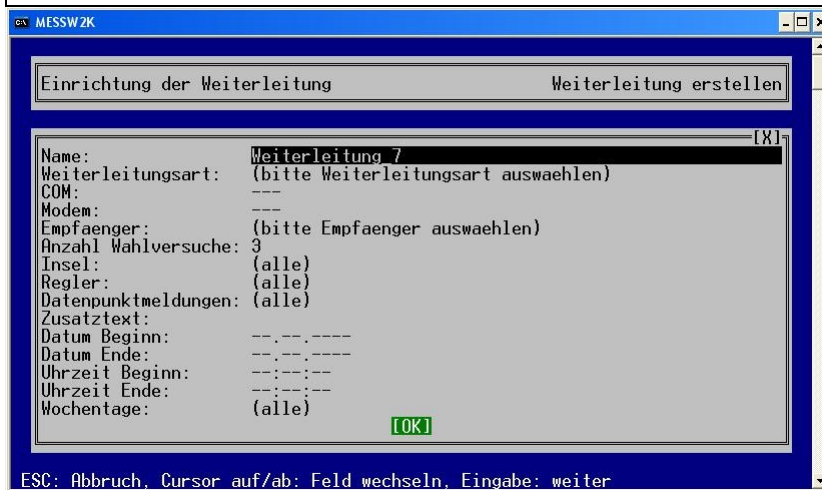 MESSW2K
Einrichtung der Weiterleitung Weiterleitung erstellen
[X]
Name: Weiterleitung_7
Weiterleitungsart: (bitte Weiterleitungsart auswaehlen)
COM: ---
Modem: ---
Empfaenger: (bitte Empfaenger auswaehlen)
Anzahl Wahlversuche: 3
Insel: (alle)
Regler: (alle)
Datenpunktmeldungen: (alle)
Zusatztext:
Datum Beginn: --.--.----
Datum Ende: --.--.----
Uhrzeit Beginn: --:--:--
Uhrzeit Ende: --:--:--
Wochentage: (alle)
[OK]
ESC: Abbruch, Cursor auf/ab: Feld wechseln, Eingabe: weiter